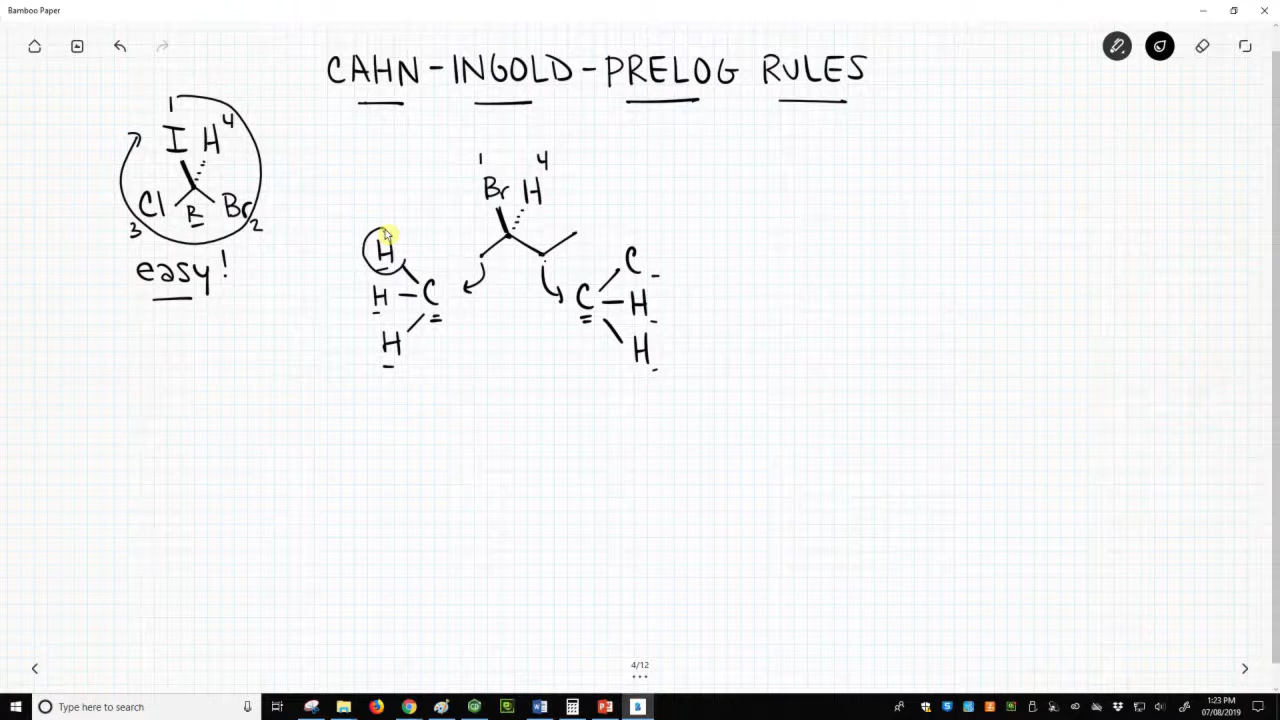 Bamboo Paper
CAHN-INGOLD-PRELOG RULES
1
4
I H
Cl R Br
3 2
easy!
1 4
Br H
H
H C
H
C
C H
H
4/12
Type here to search
1:23 PM
07/08/2019